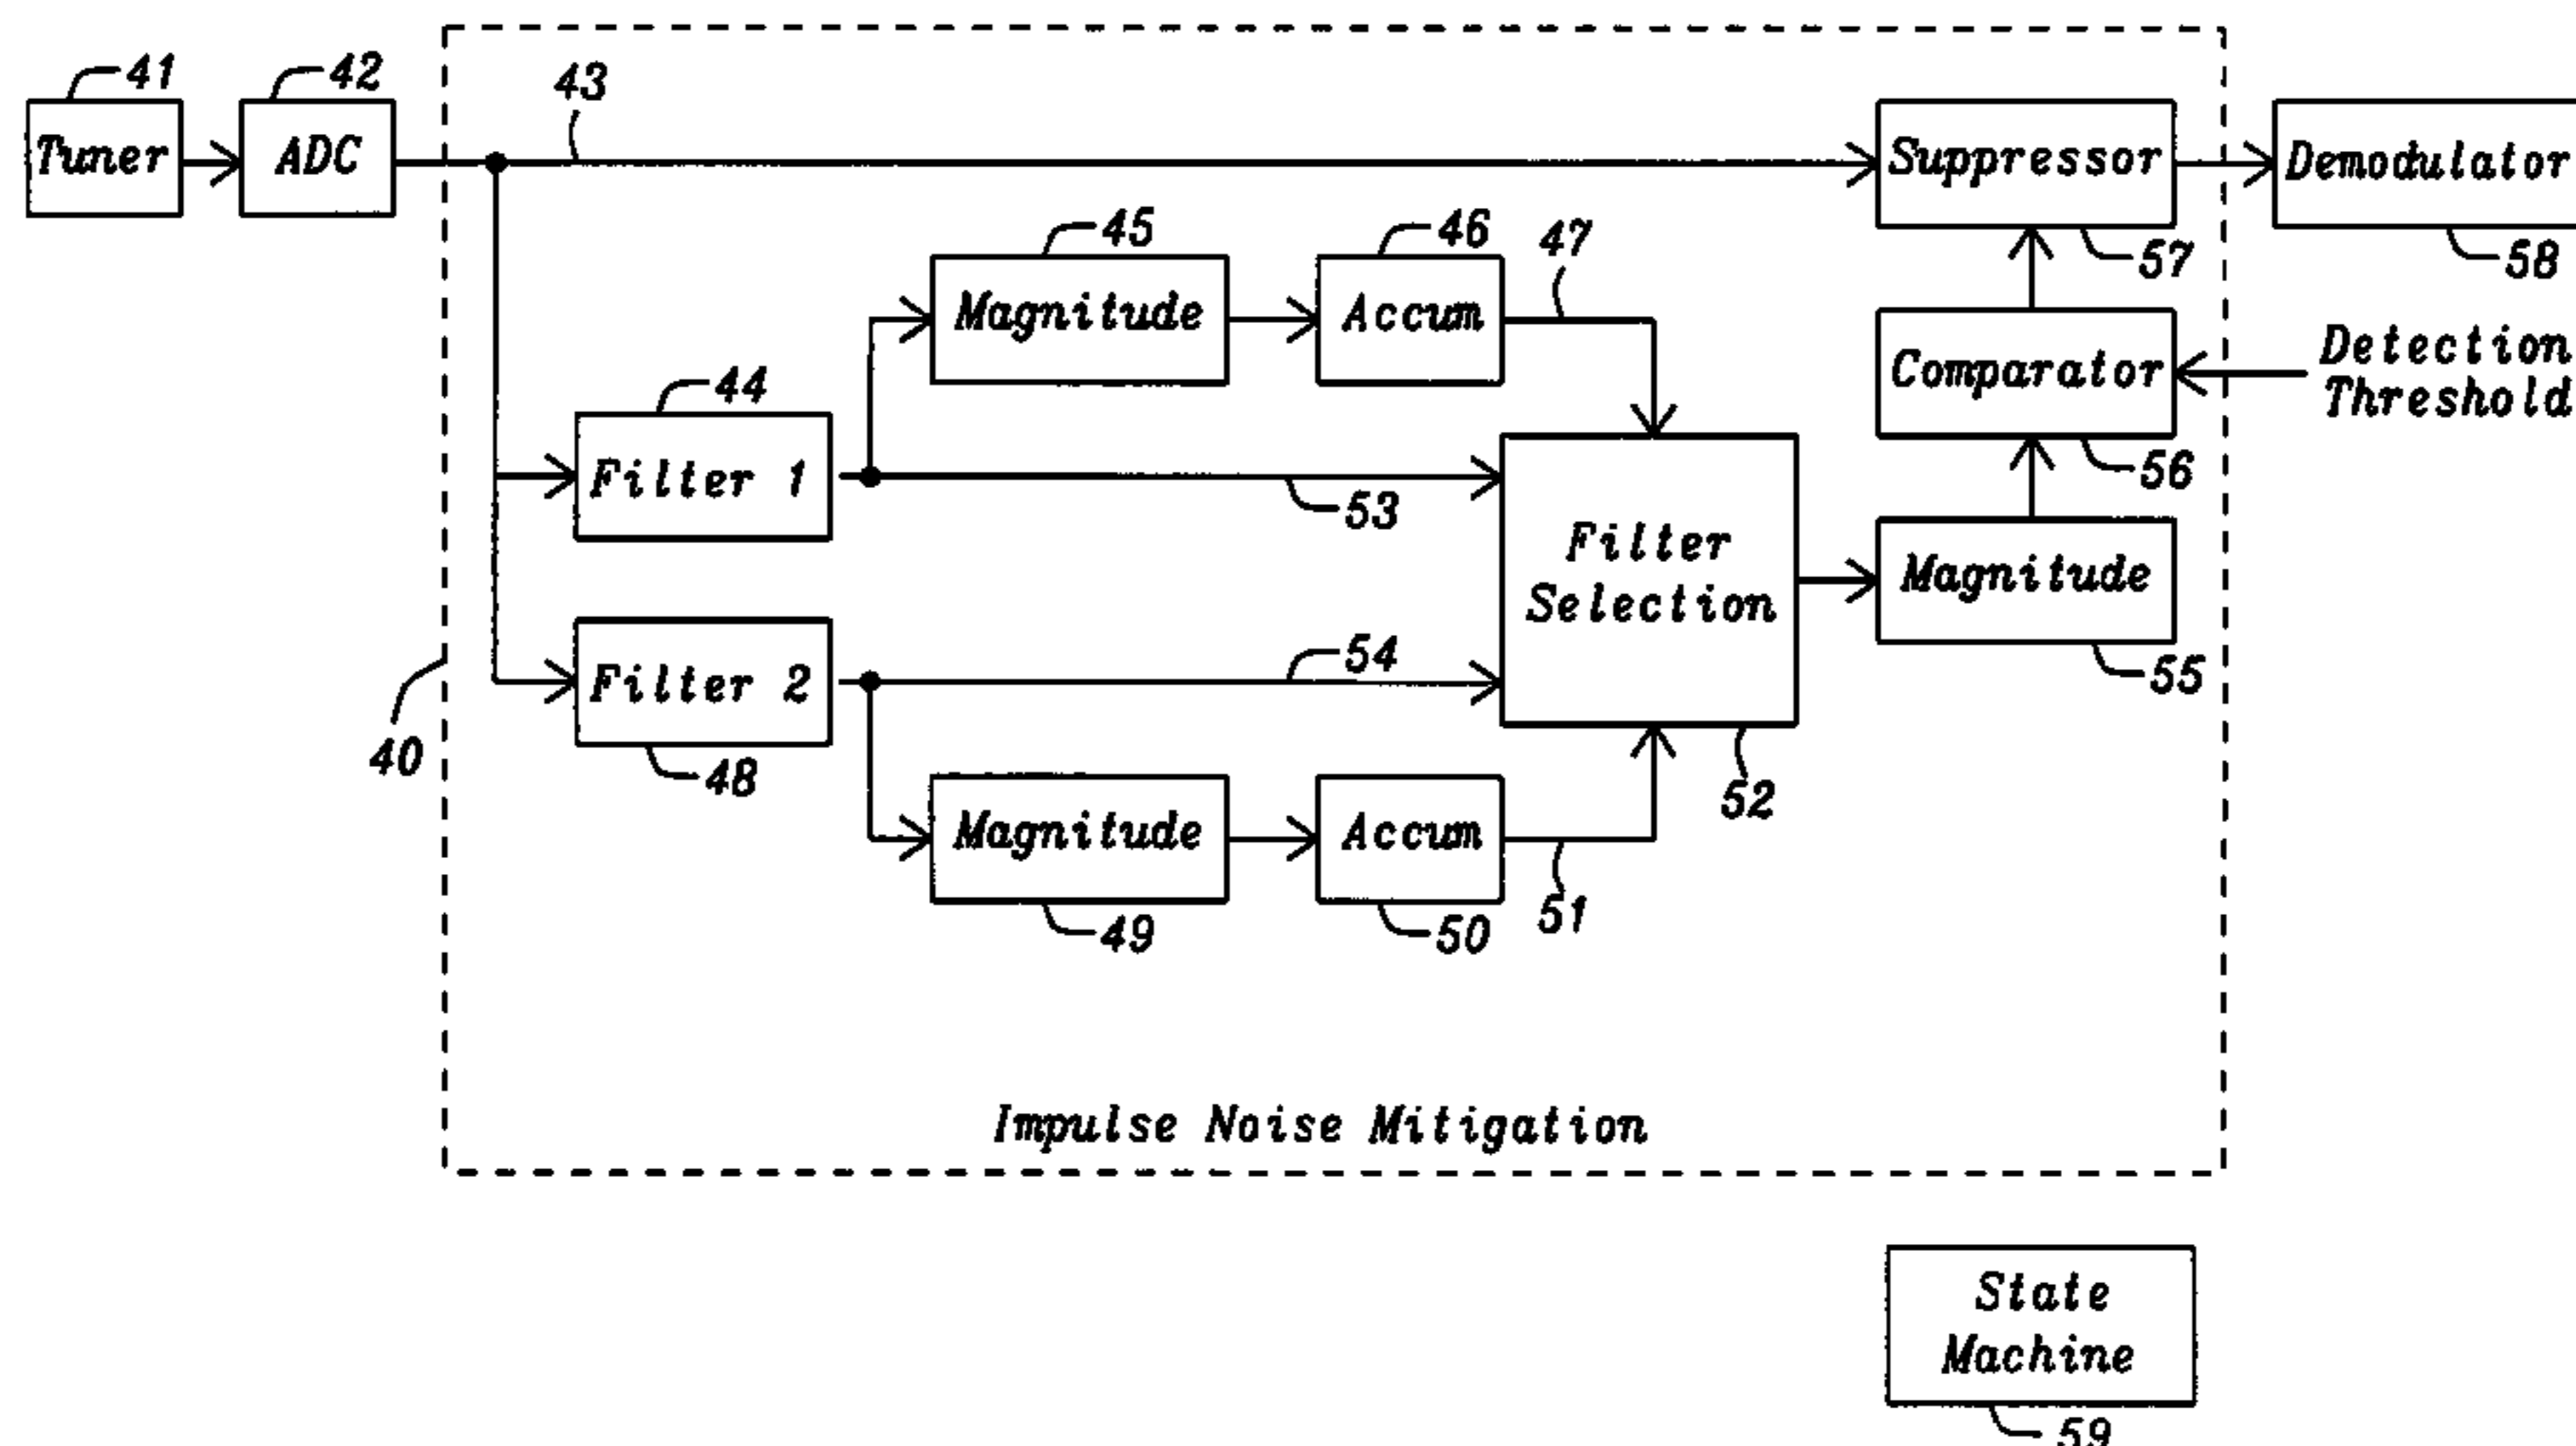 41
42
43
Tuner
ADC
Suppressor
Demodulator
45
46
47
57
58
Magnitude
Accum
Comparator
Detection
Threshold
44
Filter 1
53
56
Filter
Selection
Magnitude
Filter 2
54
55
40
48
52
Magnitude
Accum
49
50
51
Impulse Noise Mitigation
State
Machine
59